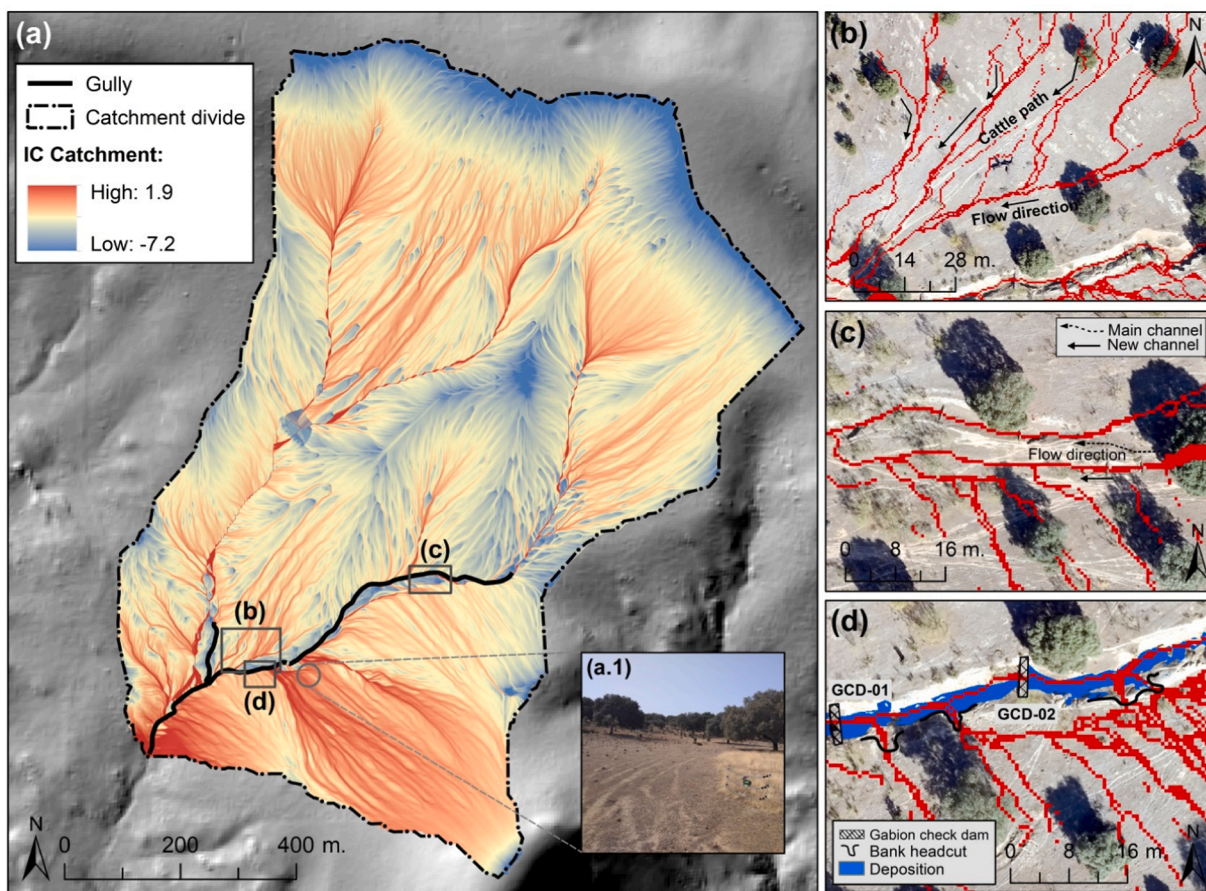 (a)
Gully
Catchment divide
IC Catchment:
High: 1.9
Low: -7.2
(c)
(b)
(d)
(a.1)
N
0 200 400 m.
(b)
N
Cattle path
Flow direction
0 14 28 m.
(c)
Main channel
New channel
Flow direction
0 8 16 m.
N
(d)
GCD-01
GCD-02
Gabion check dam
Bank headcut
Deposition
0 8 16 m.
N